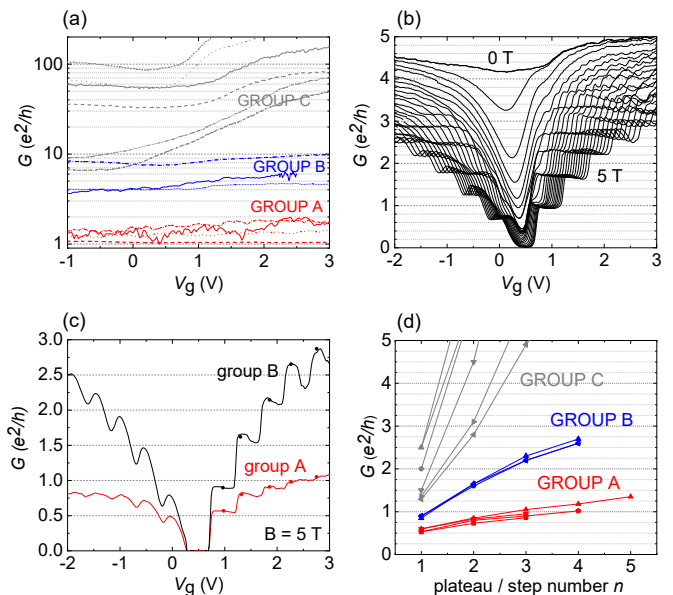 (a)
G (e²/h)
100
10
1
GROUP C
GROUP B
GROUP A
-1 0 1 2 3
Vg (V)
(b)
G (e²/h)
5
4
3
2
1
0
0 T
5 T
-2 -1 0 1 2 3
Vg (V)
(c)
G (e²/h)
3.0
2.5
2.0
1.5
1.0
0.5
0.0
group B
group A
B = 5 T
-2 -1 0 1 2 3
Vg (V)
(d)
G (e²/h)
5
4
3
2
1
0
GROUP C
GROUP B
GROUP A
1 2 3 4 5
plateau / step number n